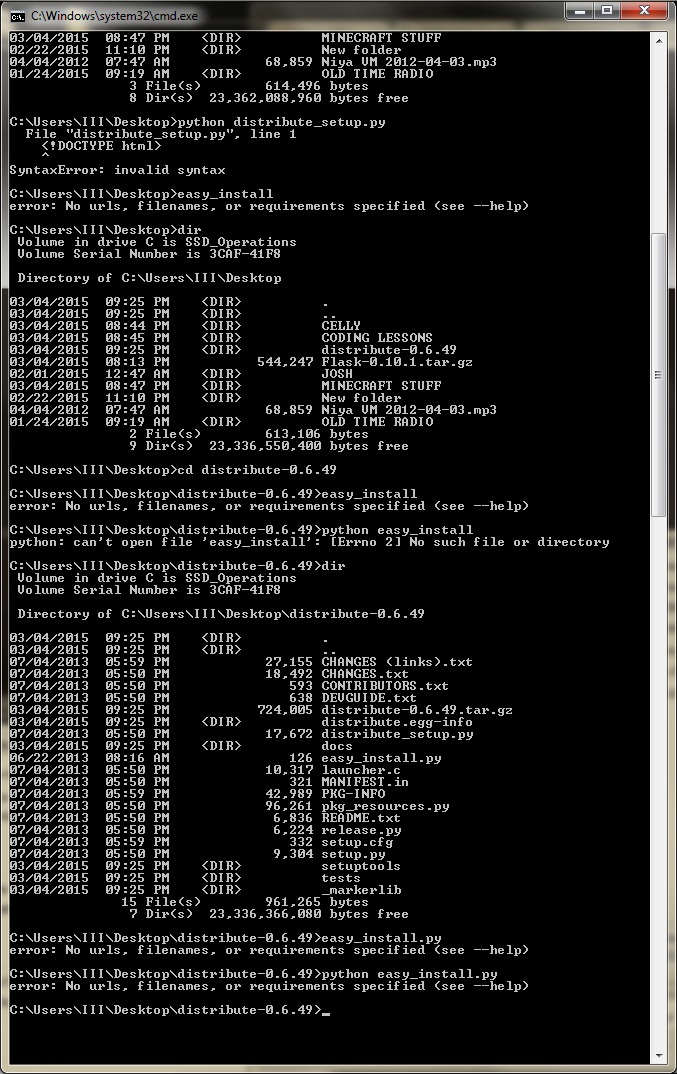 C:\Windows\system32\cmd.exe
03/04/2015  08:47 PM    <DIR>          MINECRAFT STUFF
02/22/2015  11:10 PM    <DIR>          New folder
04/04/2012  07:47 AM            68,859 Niya VM 2012-04-03.mp3
01/24/2015  09:19 AM    <DIR>          OLD TIME RADIO
               3 File(s)        614,496 bytes
               8 Dir(s)  23,362,088,960 bytes free
C:\Users\III\Desktop>python distribute_setup.py
  File "distribute_setup.py", line 1
    <!DOCTYPE html>
    ^
SyntaxError: invalid syntax
C:\Users\III\Desktop>easy_install
error: No urls, filenames, or requirements specified (see --help)
C:\Users\III\Desktop>dir
 Volume in drive C is SSD_Operations
 Volume Serial Number is 3CAF-41F8
 Directory of C:\Users\III\Desktop
03/04/2015  09:25 PM    <DIR>          .
03/04/2015  09:25 PM    <DIR>          ..
03/04/2015  08:44 PM    <DIR>          CELLY
03/04/2015  08:45 PM    <DIR>          CODING LESSONS
03/04/2015  09:25 PM    <DIR>          distribute-0.6.49
03/04/2015  08:13 PM           544,247 Flask-0.10.1.tar.gz
02/01/2015  12:47 AM    <DIR>          JOSH
03/04/2015  08:47 PM    <DIR>          MINECRAFT STUFF
02/22/2015  11:10 PM    <DIR>          New folder
04/04/2012  07:47 AM            68,859 Niya VM 2012-04-03.mp3
01/24/2015  09:19 AM    <DIR>          OLD TIME RADIO
               2 File(s)        613,106 bytes
               9 Dir(s)  23,336,550,400 bytes free
C:\Users\III\Desktop>cd distribute-0.6.49
C:\Users\III\Desktop\distribute-0.6.49>easy_install
error: No urls, filenames, or requirements specified (see --help)
C:\Users\III\Desktop\distribute-0.6.49>python easy_install
python: can't open file 'easy_install': [Errno 2] No such file or directory
C:\Users\III\Desktop\distribute-0.6.49>dir
 Volume in drive C is SSD_Operations
 Volume Serial Number is 3CAF-41F8
 Directory of C:\Users\III\Desktop\distribute-0.6.49
03/04/2015  09:25 PM    <DIR>          .
03/04/2015  09:25 PM    <DIR>          ..
07/04/2013  05:59 PM            27,155 CHANGES (links).txt
07/04/2013  05:50 PM            18,492 CHANGES.txt
07/04/2013  05:50 PM               593 CONTRIBUTORS.txt
07/04/2013  05:50 PM               638 DEVGUIDE.txt
03/04/2015  09:25 PM           724,005 distribute-0.6.49.tar.gz
03/04/2015  09:25 PM    <DIR>          distribute.egg-info
07/04/2013  05:50 PM            17,672 distribute_setup.py
03/04/2015  09:25 PM    <DIR>          docs
06/22/2013  08:16 AM               126 easy_install.py
07/04/2013  05:50 PM            10,317 launcher.c
07/04/2013  05:50 PM               321 MANIFEST.in
07/04/2013  05:59 PM            42,989 PKG-INFO
07/04/2013  05:50 PM            96,261 pkg_resources.py
07/04/2013  05:50 PM             6,836 README.txt
07/04/2013  05:50 PM             6,224 release.py
07/04/2013  05:59 PM               332 setup.cfg
07/04/2013  05:50 PM             9,304 setup.py
03/04/2015  09:25 PM    <DIR>          setuptools
03/04/2015  09:25 PM    <DIR>          tests
03/04/2015  09:25 PM    <DIR>          _markerlib
              15 File(s)        961,265 bytes
               7 Dir(s)  23,336,366,080 bytes free
C:\Users\III\Desktop\distribute-0.6.49>easy_install.py
error: No urls, filenames, or requirements specified (see --help)
C:\Users\III\Desktop\distribute-0.6.49>python easy_install.py
error: No urls, filenames, or requirements specified (see --help)
C:\Users\III\Desktop\distribute-0.6.49>_